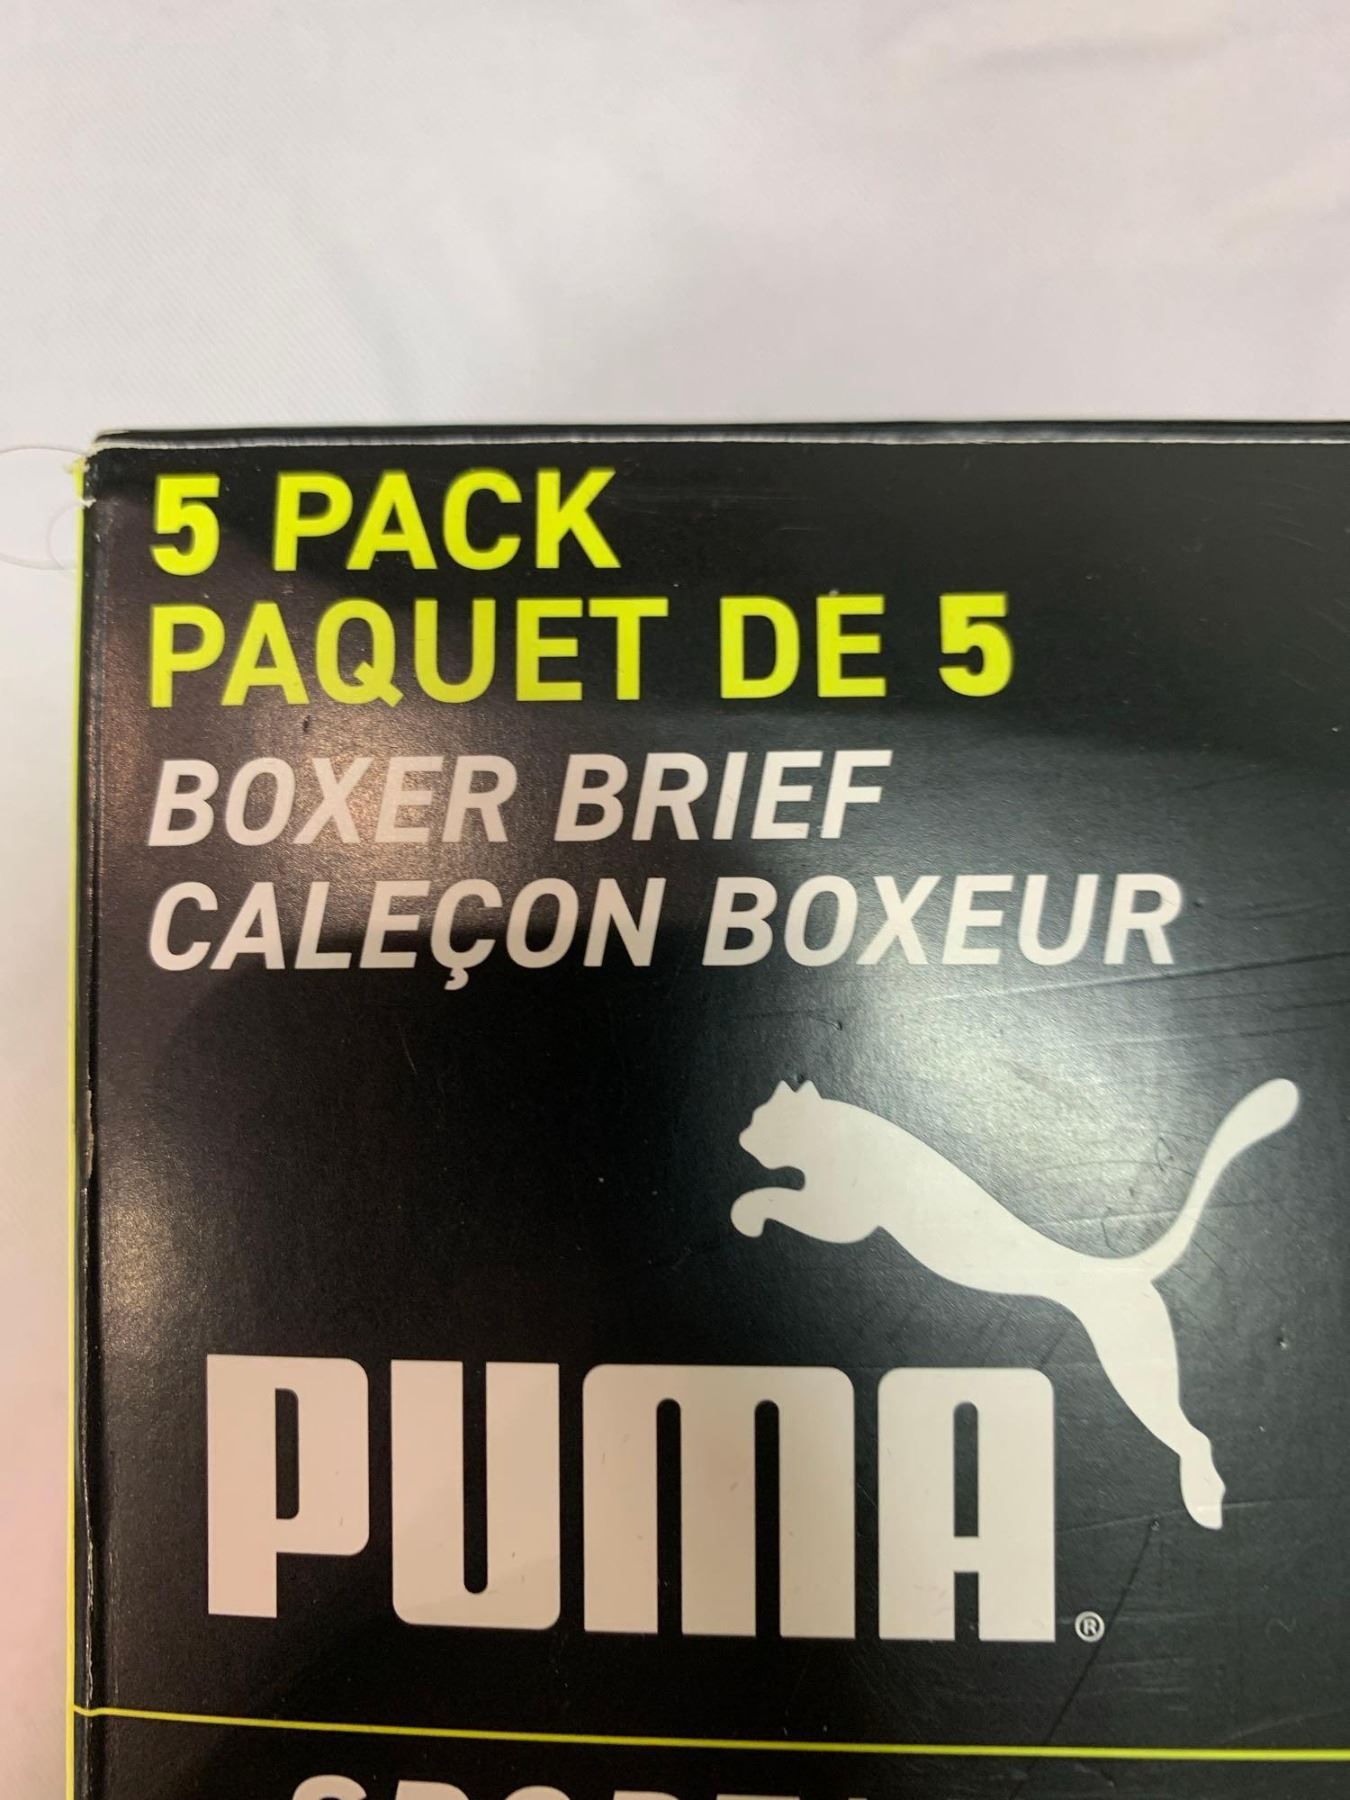 5 PACK
PAQUET DE 5
BOXER BRIEF
CALEÇON BOXEUR
PUMA®